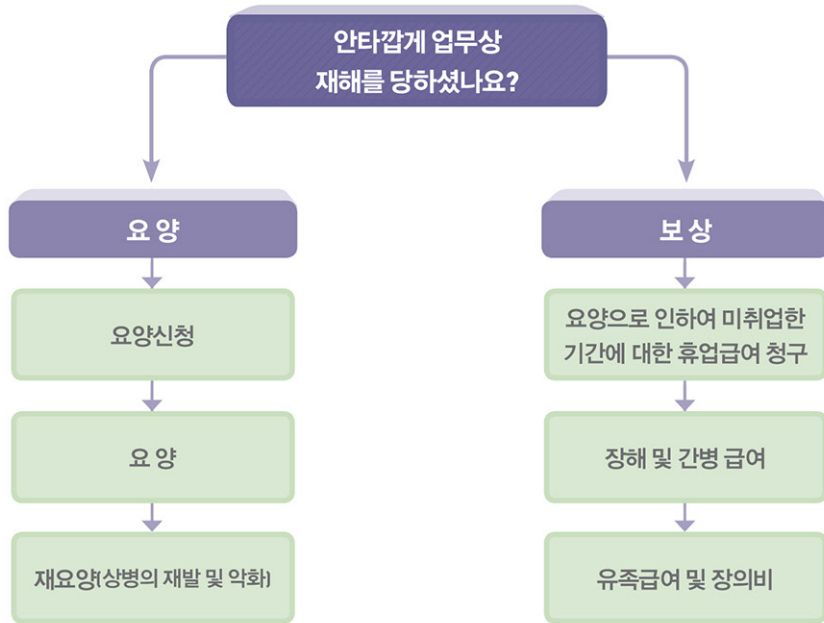 안타깝게 업무상
재해를 당하셨나요?
요 양
요양신청
요 양
재요양(상병의 재발 및 악화)
보 상
요양으로 인하여 미취업한
기간에 대한 휴업급여 청구
장해 및 간병 급여
유족급여 및 장의비